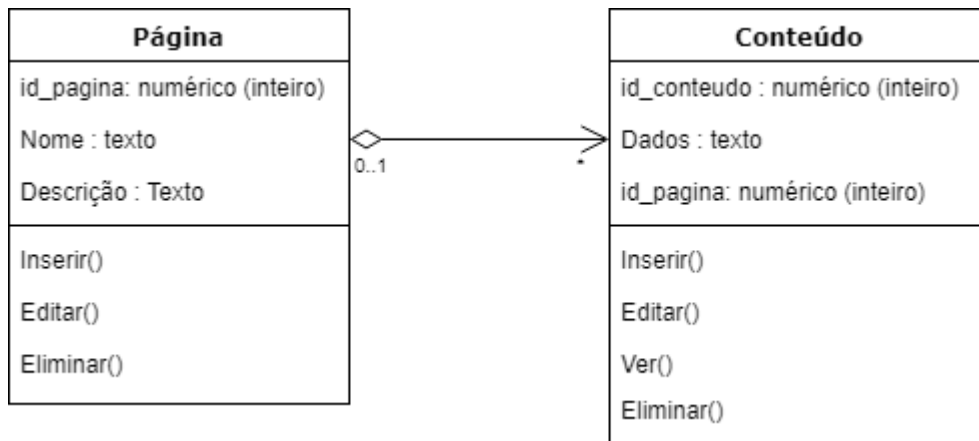 Página
id_pagina: numérico (inteiro)
Nome : texto
Descrição : Texto
Inserir()
Editar()
Eliminar()
0..1
*
Conteúdo
id_conteudo : numérico (inteiro)
Dados : texto
id_pagina: numérico (inteiro)
Inserir()
Editar()
Ver()
Eliminar()